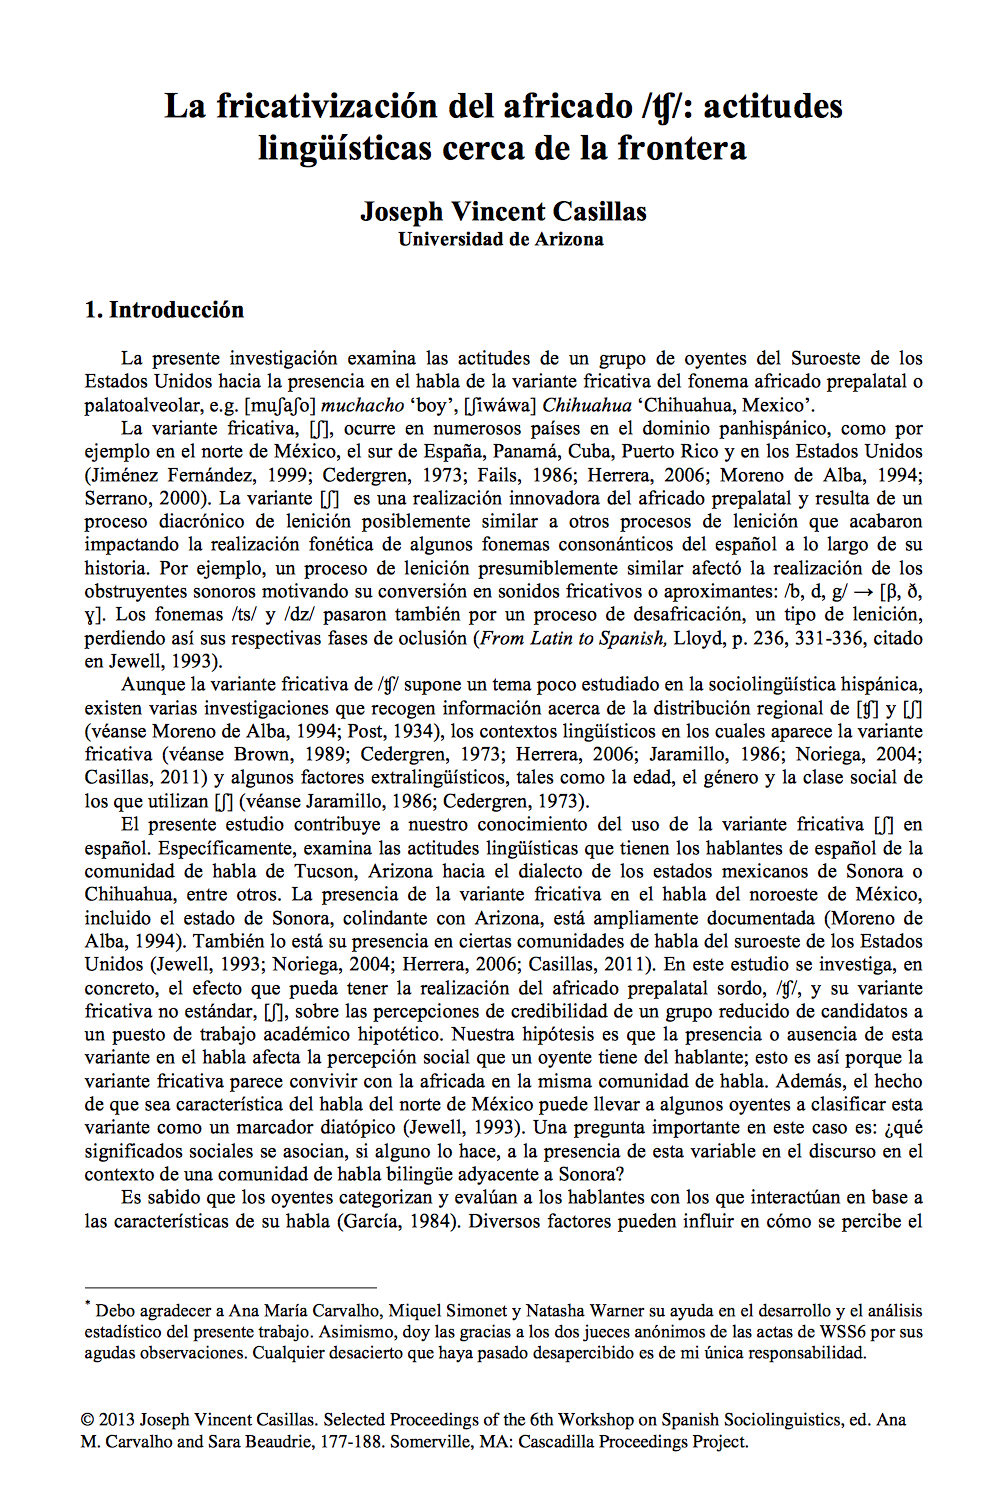 La fricativización del africado /ʧ/: actitudes
lingüísticas cerca de la frontera
Joseph Vincent Casillas
Universidad de Arizona
1. Introducción
La presente investigación examina las actitudes de un grupo de oyentes del Suroeste de los
Estados Unidos hacia la presencia en el habla de la variante fricativa del fonema africado prepalatal o
palatoalveolar, e.g. [muʃaʃo] muchacho ‘boy’, [ʃiwáwa] Chihuahua ‘Chihuahua, Mexico’.
La variante fricativa, [ʃ], ocurre en numerosos países en el dominio panhispánico, como por
ejemplo en el norte de México, el sur de España, Panamá, Cuba, Puerto Rico y en los Estados Unidos
(Jiménez Fernández, 1999; Cedergren, 1973; Fails, 1986; Herrera, 2006; Moreno de Alba, 1994;
Serrano, 2000). La variante [ʃ] es una realización innovadora del africado prepalatal y resulta de un
proceso diacrónico de lenición posiblemente similar a otros procesos de lenición que acabaron
impactando la realización fonética de algunos fonemas consonánticos del español a lo largo de su
historia. Por ejemplo, un proceso de lenición presumiblemente similar afectó la realización de los
obstruyentes sonoros motivando su conversión en sonidos fricativos o aproximantes: /b, d, g/ → [β, ð,
ɣ]. Los fonemas /ts/ y /dz/ pasaron también por un proceso de desafricación, un tipo de lenición,
perdiendo así sus respectivas fases de oclusión (From Latin to Spanish, Lloyd, p. 236, 331-336, citado
en Jewell, 1993).
Aunque la variante fricativa de /ʧ/ supone un tema poco estudiado en la sociolingüística hispánica,
existen varias investigaciones que recogen información acerca de la distribución regional de [ʧ] y [ʃ]
(véanse Moreno de Alba, 1994; Post, 1934), los contextos lingüísticos en los cuales aparece la variante
fricativa (véanse Brown, 1989; Cedergren, 1973; Herrera, 2006; Jaramillo, 1986; Noriega, 2004;
Casillas, 2011) y algunos factores extralingüísticos, tales como la edad, el género y la clase social de
los que utilizan [ʃ] (véanse Jaramillo, 1986; Cedergren, 1973).
El presente estudio contribuye a nuestro conocimiento del uso de la variante fricativa [ʃ] en
español. Específicamente, examina las actitudes lingüísticas que tienen los hablantes de español de la
comunidad de habla de Tucson, Arizona hacia el dialecto de los estados mexicanos de Sonora o
Chihuahua, entre otros. La presencia de la variante fricativa en el habla del noroeste de México,
incluido el estado de Sonora, colindante con Arizona, está ampliamente documentada (Moreno de
Alba, 1994). También lo está su presencia en ciertas comunidades de habla del suroeste de los Estados
Unidos (Jewell, 1993; Noriega, 2004; Herrera, 2006; Casillas, 2011). En este estudio se investiga, en
concreto, el efecto que pueda tener la realización del africado prepalatal sordo, /ʧ/, y su variante
fricativa no estándar, [ʃ], sobre las percepciones de credibilidad de un grupo reducido de candidatos a
un puesto de trabajo académico hipotético. Nuestra hipótesis es que la presencia o ausencia de esta
variante en el habla afecta la percepción social que un oyente tiene del hablante; esto es así porque la
variante fricativa parece convivir con la africada en la misma comunidad de habla. Además, el hecho
de que sea característica del habla del norte de México puede llevar a algunos oyentes a clasificar esta
variante como un marcador diatópico (Jewell, 1993). Una pregunta importante en este caso es: ¿qué
significados sociales se asocian, si alguno lo hace, a la presencia de esta variable en el discurso en el
contexto de una comunidad de habla bilingüe adyacente a Sonora?
Es sabido que los oyentes categorizan y evalúan a los hablantes con los que interactúan en base a
las características de su habla (García, 1984). Diversos factores pueden influir en cómo se percibe el
* Debo agradecer a Ana María Carvalho, Miquel Simonet y Natasha Warner su ayuda en el desarrollo y el análisis
estadístico del presente trabajo. Asimismo, doy las gracias a los dos jueces anónimos de las actas de WSS6 por sus
agudas observaciones. Cualquier desacierto que haya pasado desapercibido es de mi única responsabilidad.
© 2013 Joseph Vincent Casillas. Selected Proceedings of the 6th Workshop on Spanish Sociolinguistics, ed. Ana
M. Carvalho and Sara Beaudrie, 177-188. Somerville, MA: Cascadilla Proceedings Project.